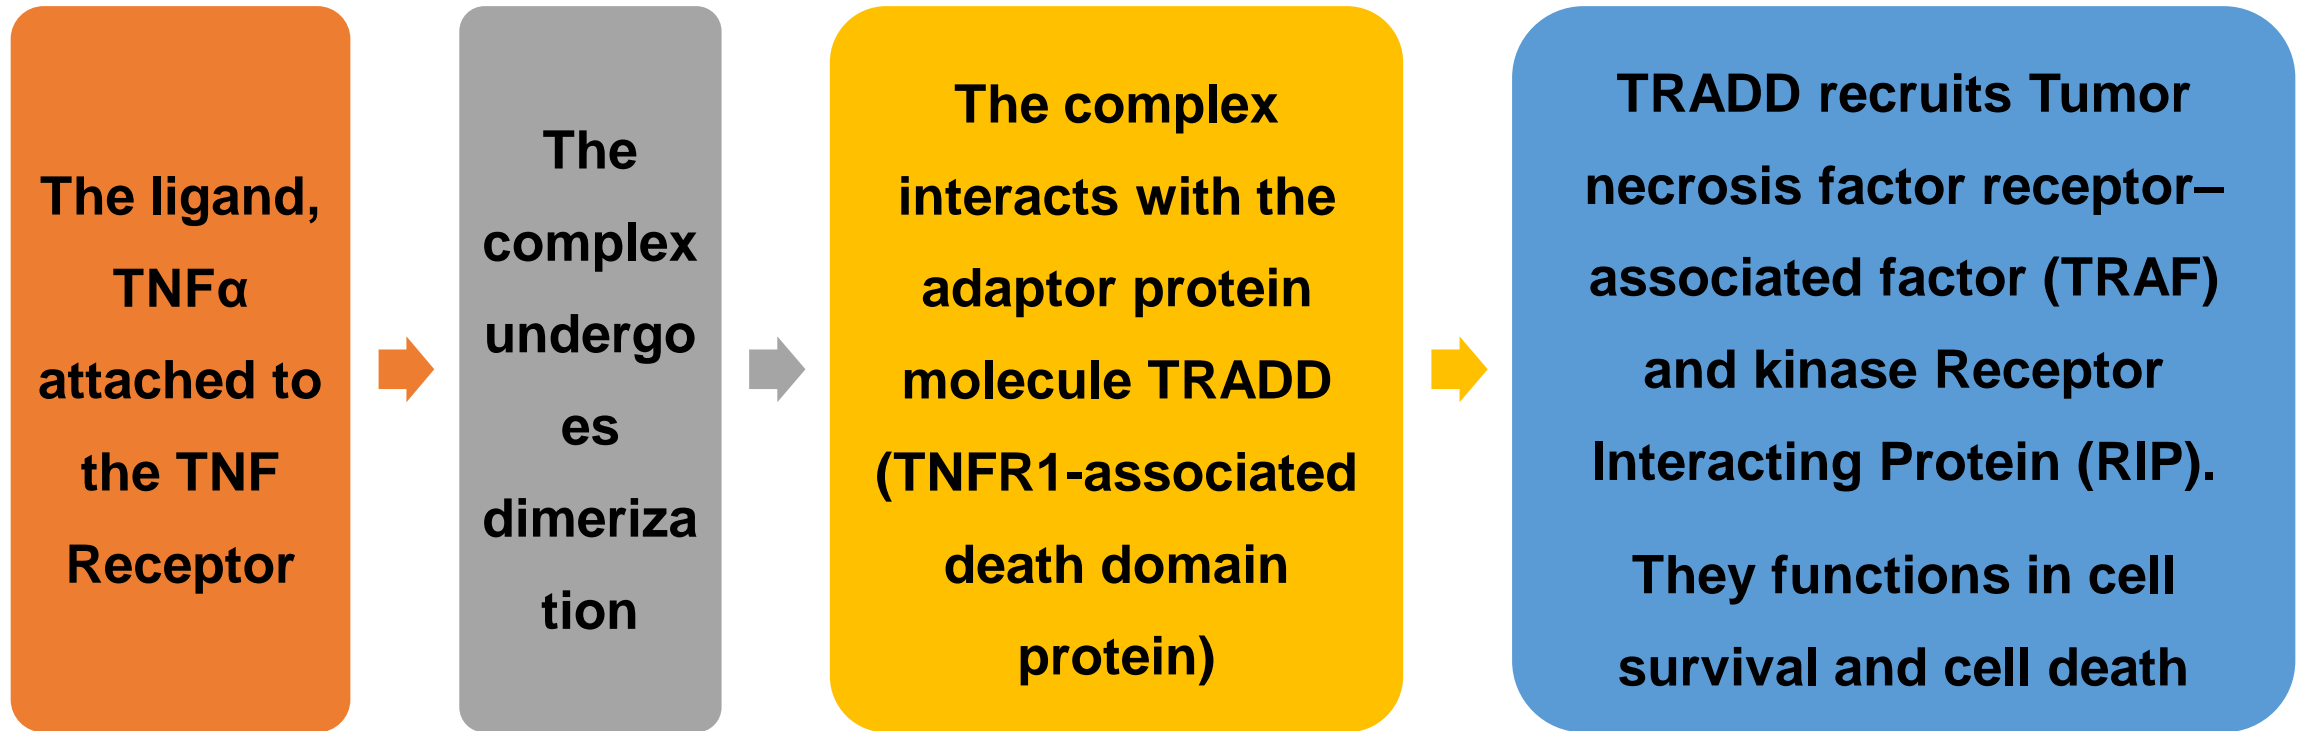 The ligand,
TNFα
attached to
the TNF
Receptor
The
complex
undergo
es
dimeriza
tion
The complex
interacts with the
adaptor protein
molecule TRADD
(TNFR1-associated
death domain
protein)
TRADD recruits Tumor
necrosis factor receptor–
associated factor (TRAF)
and kinase Receptor
Interacting Protein (RIP).
They functions in cell
survival and cell death